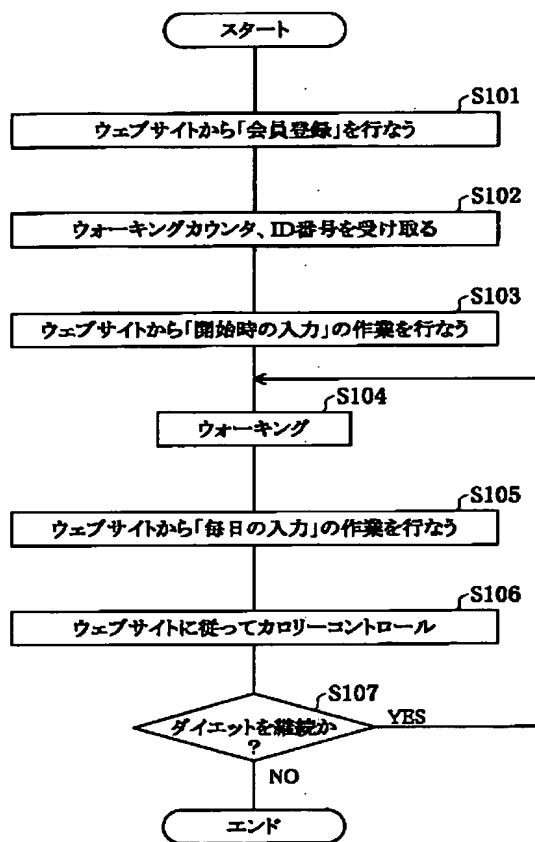 スタート
S101
ウェブサイトから「会員登録」を行なう
S102
ウォーキングカウンタ、ID番号を受け取る
S103
ウェブサイトから「開始時の入力」の作業を行なう
S104
ウォーキング
S105
ウェブサイトから「毎日の入力」の作業を行なう
S106
ウェブサイトに従ってカロリーコントロール
S107
ダイエットを継続か
?
YES
NO
エンド